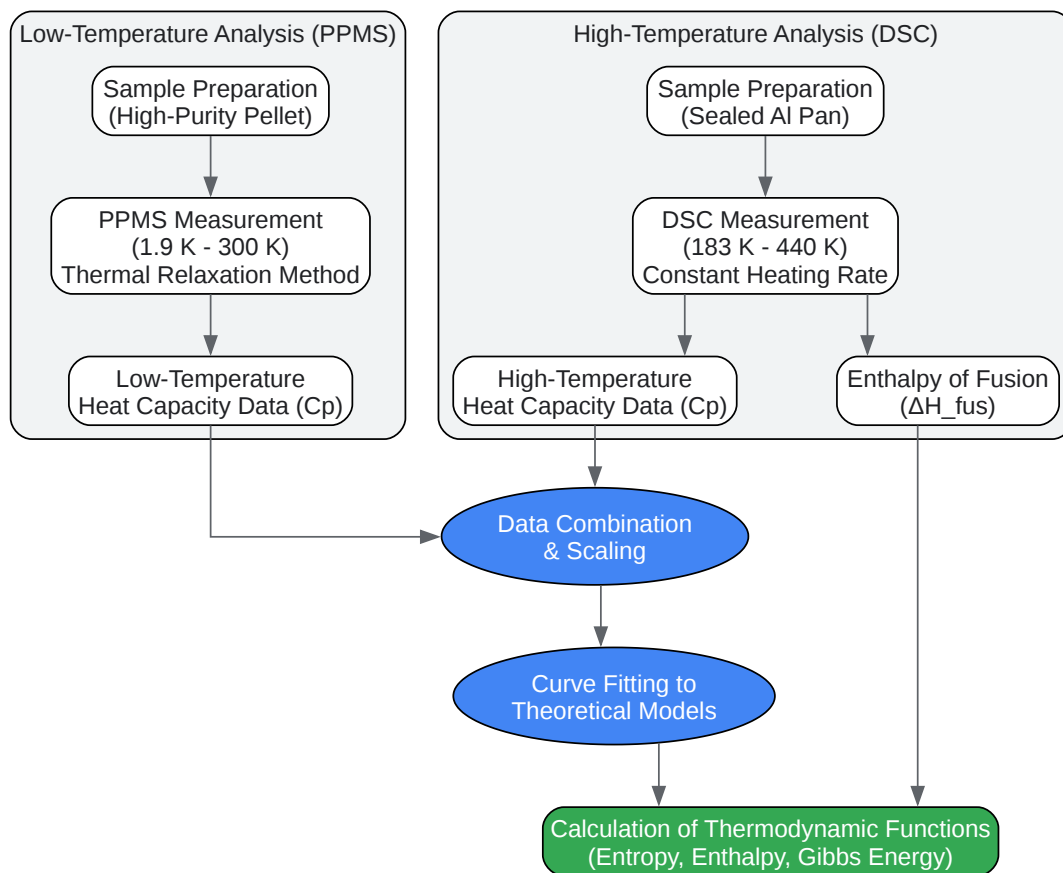 Low-Temperature Analysis (PPMS)
Sample Preparation
(High-Purity Pellet)
PPMS Measurement
(1.9 K - 300 K)
Thermal Relaxation Method
Low-Temperature
Heat Capacity Data (Cp)
High-Temperature Analysis (DSC)
Sample Preparation
(Sealed Al Pan)
DSC Measurement
(183 K - 440 K)
Constant Heating Rate
High-Temperature
Heat Capacity Data (Cp)
Enthalpy of Fusion
(ΔH_fus)
Data Combination
& Scaling
Curve Fitting to
Theoretical Models
Calculation of Thermodynamic Functions
(Entropy, Enthalpy, Gibbs Energy)